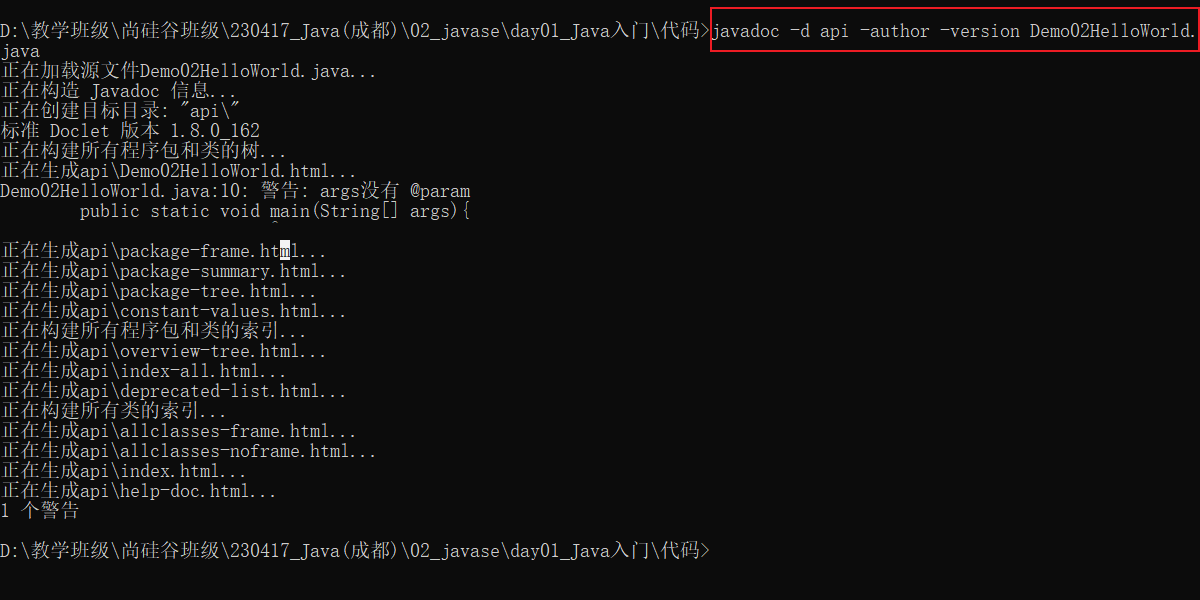 D:\教学班级\尚硅谷班级\230417_Java(成都)\02_javase\day01_Java入门\代码>javadoc -d api -author -version Demo02HelloWorld.
java
正在加载源文件Demo02HelloWorld.java...
正在构造 Javadoc 信息...
正在创建目标目录: "api\"
标准 Doclet 版本 1.8.0_162
正在构建所有程序包和类的树...
正在生成api\Demo02HelloWorld.html...
Demo02HelloWorld.java:10: 警告: args没有 @param
        public static void main(String[] args){
                           ^
正在生成api\package-frame.html...
正在生成api\package-summary.html...
正在生成api\package-tree.html...
正在生成api\constant-values.html...
正在构建所有程序包和类的索引...
正在生成api\overview-tree.html...
正在生成api\index-all.html...
正在生成api\deprecated-list.html...
正在构建所有类的索引...
正在生成api\allclasses-frame.html...
正在生成api\allclasses-noframe.html...
正在生成api\index.html...
正在生成api\help-doc.html...
1 个警告
D:\教学班级\尚硅谷班级\230417_Java(成都)\02_javase\day01_Java入门\代码>